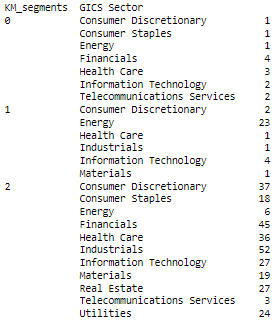 KM_segments GICS Sector
0 Consumer Discretionary 1
Consumer Staples 1
Energy 1
Financials 4
Health Care 3
Information Technology 2
Telecommunications Services 2
1 Consumer Discretionary 2
Energy 23
Health Care 1
Industrials 1
Information Technology 4
Materials 1
2 Consumer Discretionary 37
Consumer Staples 18
Energy 6
Financials 45
Health Care 36
Industrials 52
Information Technology 27
Materials 19
Real Estate 27
Telecommunications Services 3
Utilities 24